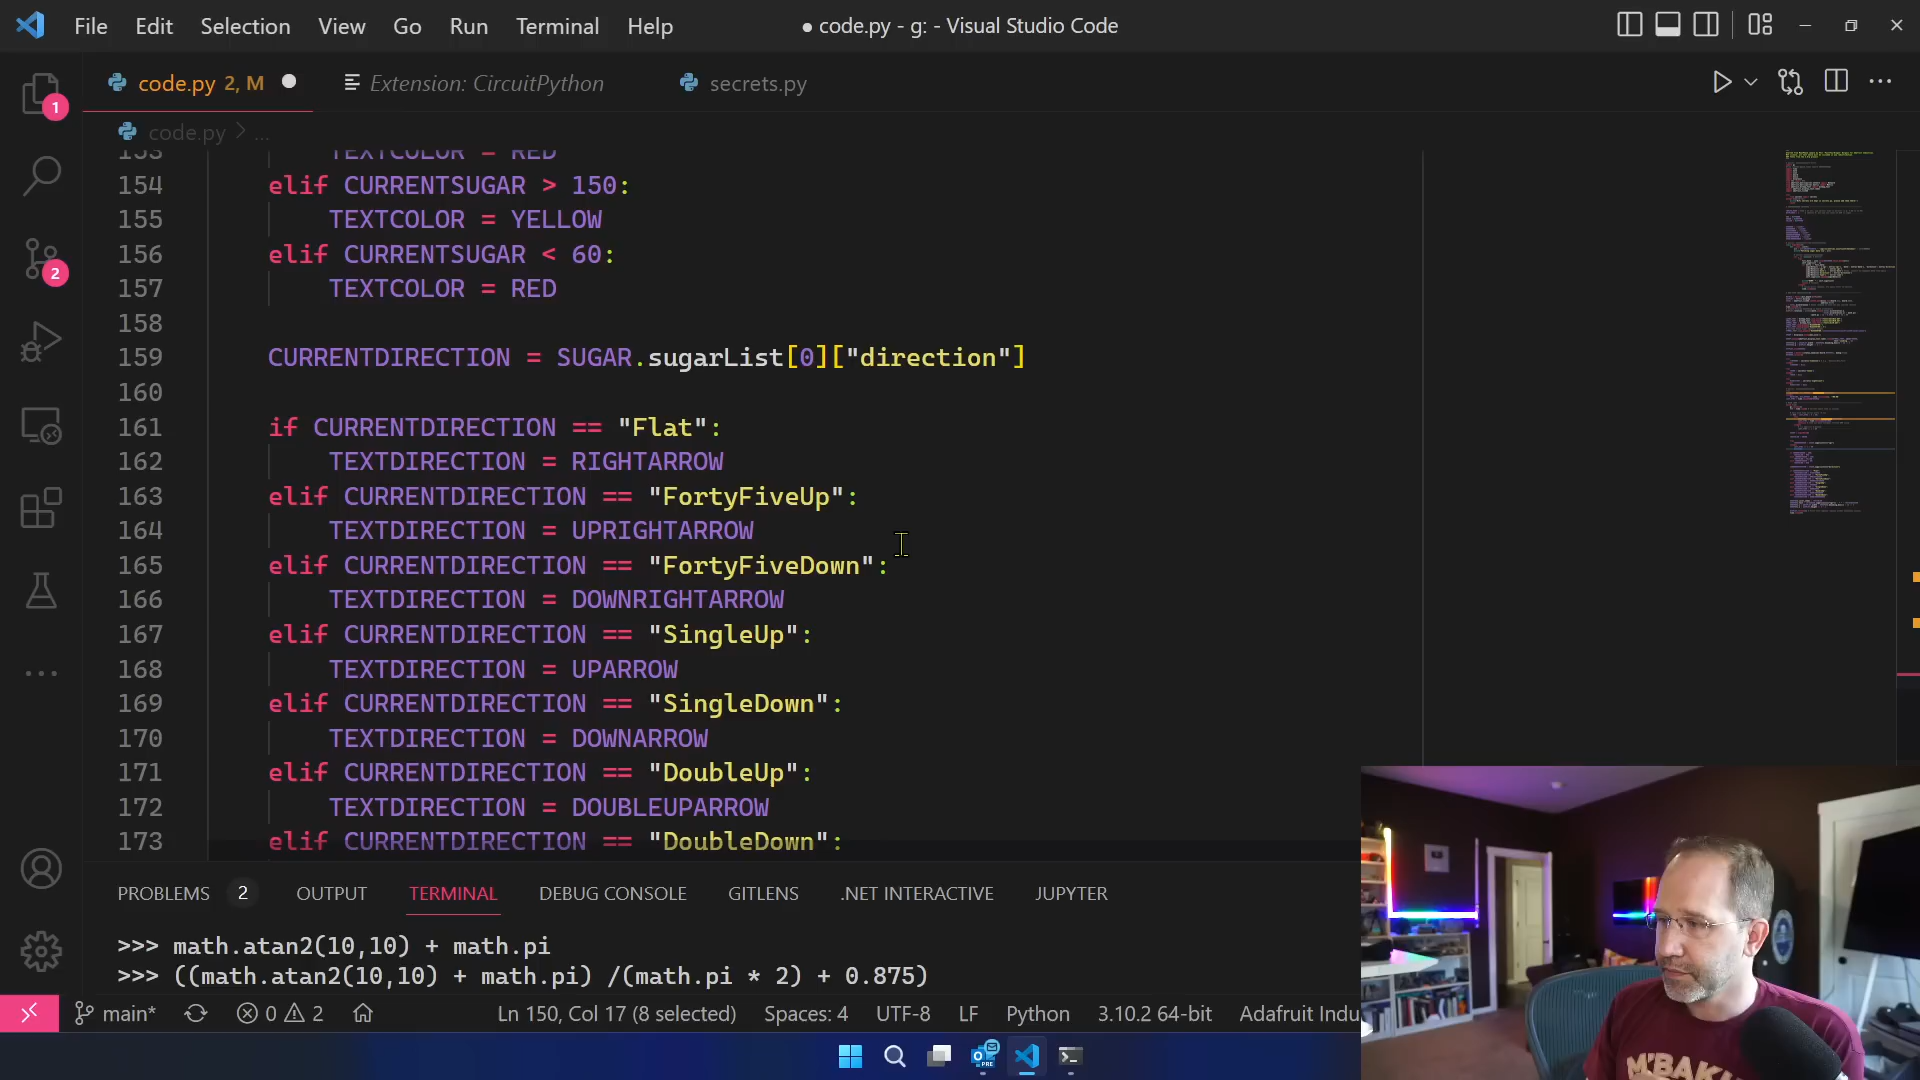 File Edit Selection View Go Run Terminal Help
● code.py - g: - Visual Studio Code
code.py 2, M ● Extension: CircuitPython secrets.py
code.py > ...
153 TEXTCOLOR = RED
154 elif CURRENTSUGAR > 150:
155 TEXTCOLOR = YELLOW
156 elif CURRENTSUGAR < 60:
157 TEXTCOLOR = RED
158
159 CURRENTDIRECTION = SUGAR.sugarList[0]["direction"]
160
161 if CURRENTDIRECTION == "Flat":
162 TEXTDIRECTION = RIGHTARROW
163 elif CURRENTDIRECTION == "FortyFiveUp":
164 TEXTDIRECTION = UPRIGHTARROW
165 elif CURRENTDIRECTION == "FortyFiveDown":
166 TEXTDIRECTION = DOWNRIGHTARROW
167 elif CURRENTDIRECTION == "SingleUp":
168 TEXTDIRECTION = UPARROW
169 elif CURRENTDIRECTION == "SingleDown":
170 TEXTDIRECTION = DOWNARROW
171 elif CURRENTDIRECTION == "DoubleUp":
172 TEXTDIRECTION = DOUBLEUPARROW
173 elif CURRENTDIRECTION == "DoubleDown":
1
2
PROBLEMS 2 OUTPUT TERMINAL DEBUG CONSOLE GITLENS .NET INTERACTIVE JUPYTER
>>> math.atan2(10,10) + math.pi
>>> ((math.atan2(10,10) + math.pi) /(math.pi * 2) + 0.875)
main* 0 2 Ln 150, Col 17 (8 selected) Spaces: 4 UTF-8 LF Python 3.10.2 64-bit Adafruit Indu
PRE
M'BAKU